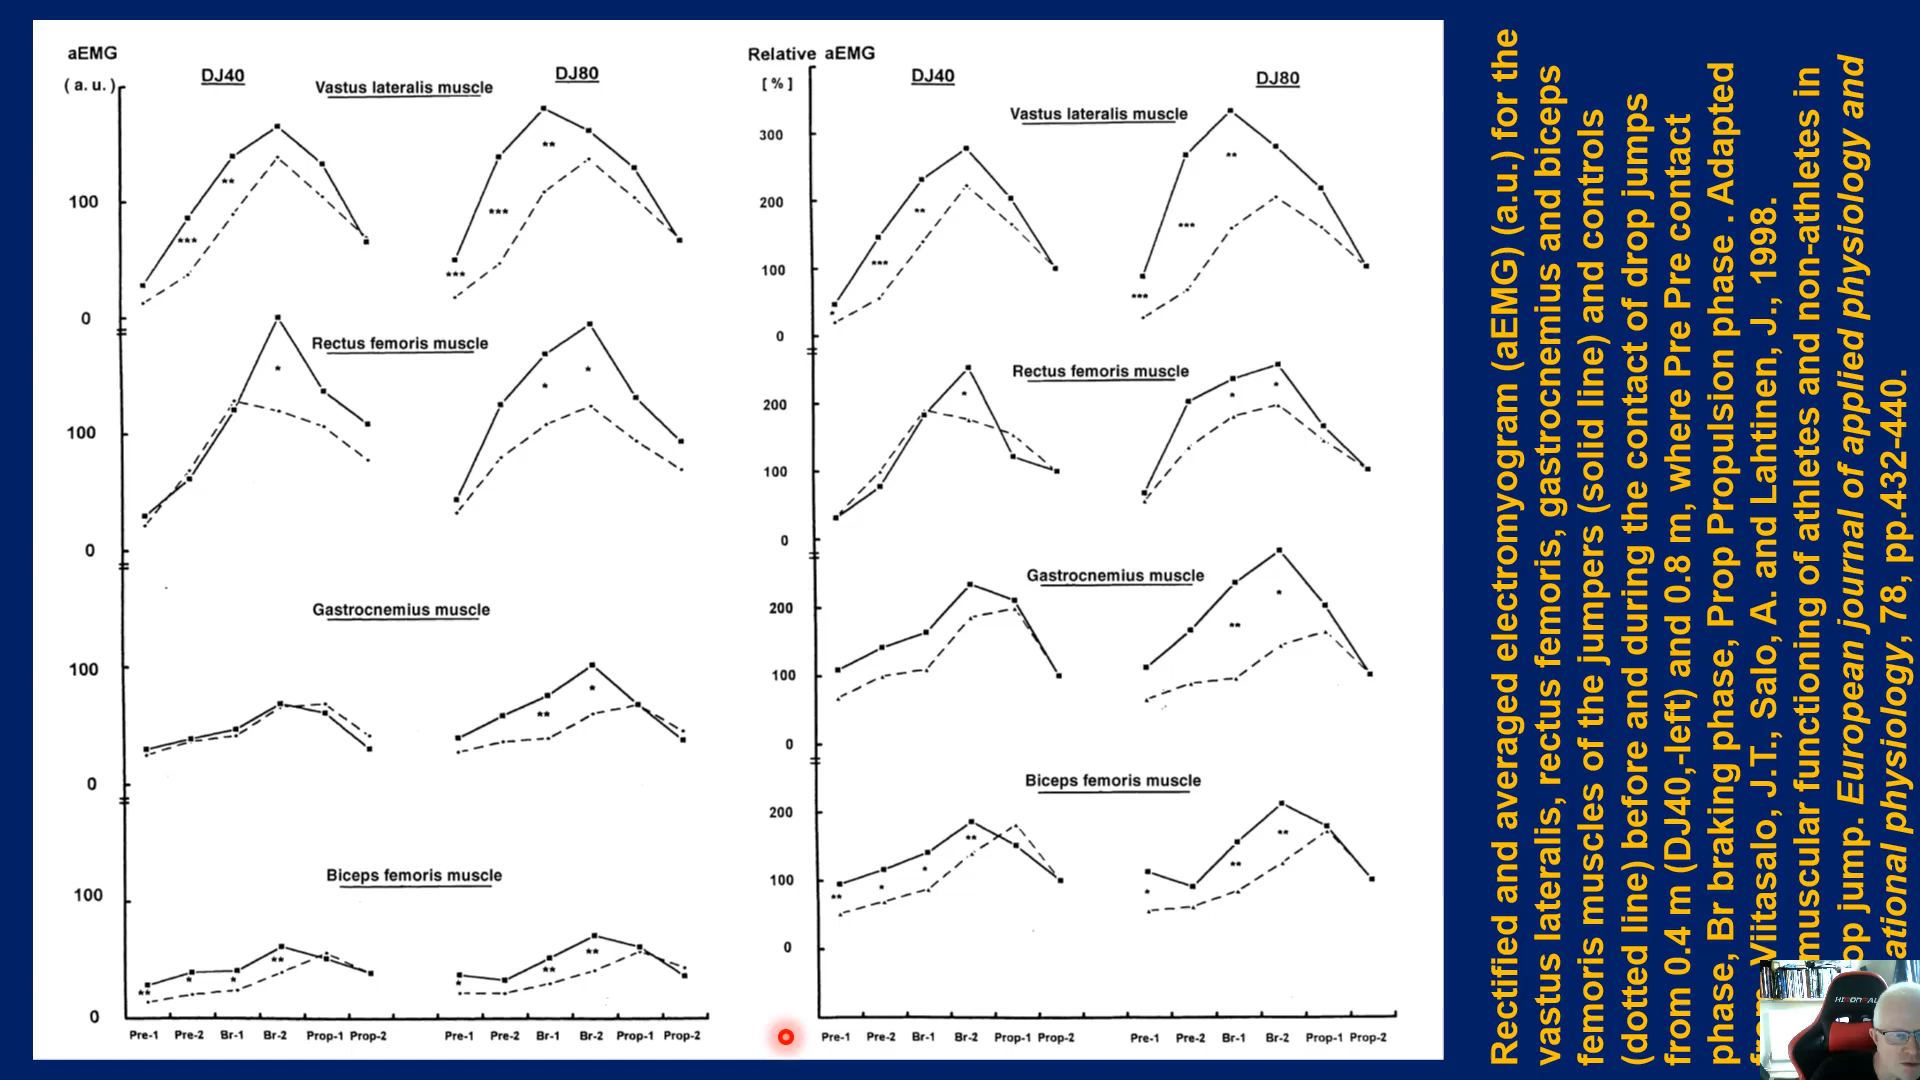 aEMG
(a. u.)
DJ40
Vastus lateralis muscle
DJ80
***
**
***
***
**
100
0
Rectus femoris muscle
*
*
*
100
0
Gastrocnemius muscle
**
*
100
0
Biceps femoris muscle
**
*
*
**
*
**
**
100
0
Pre-1 Pre-2 Br-1 Br-2 Prop-1 Prop-2
Pre-1 Pre-2 Br-1 Br-2 Prop-1 Prop-2
Relative aEMG
[%]
DJ40
Vastus lateralis muscle
DJ80
*
***
**
***
***
**
300
200
100
0
Rectus femoris muscle
*
*
*
200
100
0
Gastrocnemius muscle
**
*
200
100
0
Biceps femoris muscle
**
*
*
**
*
**
**
200
100
0
Pre-1 Pre-2 Br-1 Br-2 Prop-1 Prop-2
Pre-1 Pre-2 Br-1 Br-2 Prop-1 Prop-2
Rectified and averaged electromyogram (aEMG) (a.u.) for the
vastus lateralis, rectus femoris, gastrocnemius and biceps
femoris muscles of the jumpers (solid line) and controls
(dotted line) before and during the contact of drop jumps
from 0.4 m (DJ40,-left) and 0.8 m, where Pre Pre contact
phase, Br braking phase, Prop Propulsion phase . Adapted
Viitasalo, J.T., Salo, A. and Lahtinen, J., 1998.
muscular functioning of athletes and non-athletes in
op jump. European journal of applied physiology and
ational physiology, 78, pp.432-440.